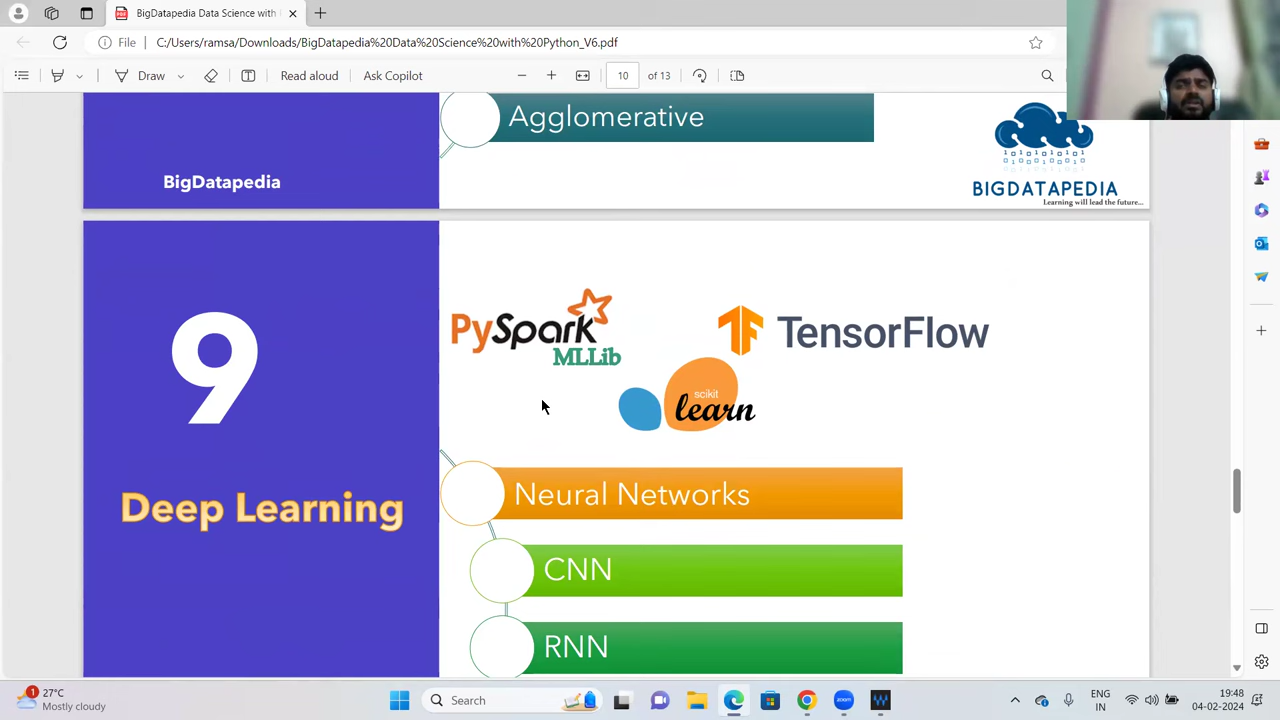 BigDatapedia Data Science with
File
C:/Users/ramsa/Downloads/BigDatapedia%20Data%20Science%20with%20Python_V6.pdf
Draw
Read aloud
Ask Copilot
10
of 13
Agglomerative
BigDatapedia
BIGDATAPEDIA
Learning will lead the future...
9
Deep Learning
PySpark
MLLib
TensorFlow
scikit
learn
Neural Networks
CNN
RNN
1
27°C
Mostly cloudy
Search
ENG
IN
19:48
04-02-2024